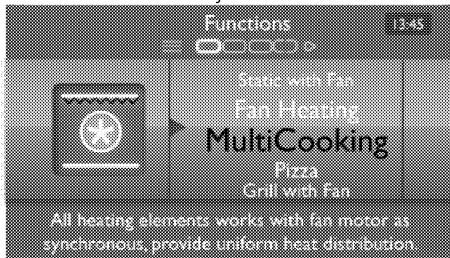 Functions
13:45
Static with Fan
Fan Heating
MultiCooking
Pizza
Grill with Fan
All heating elements works with fan motor as
synchronous, provide uniform heat distribution.